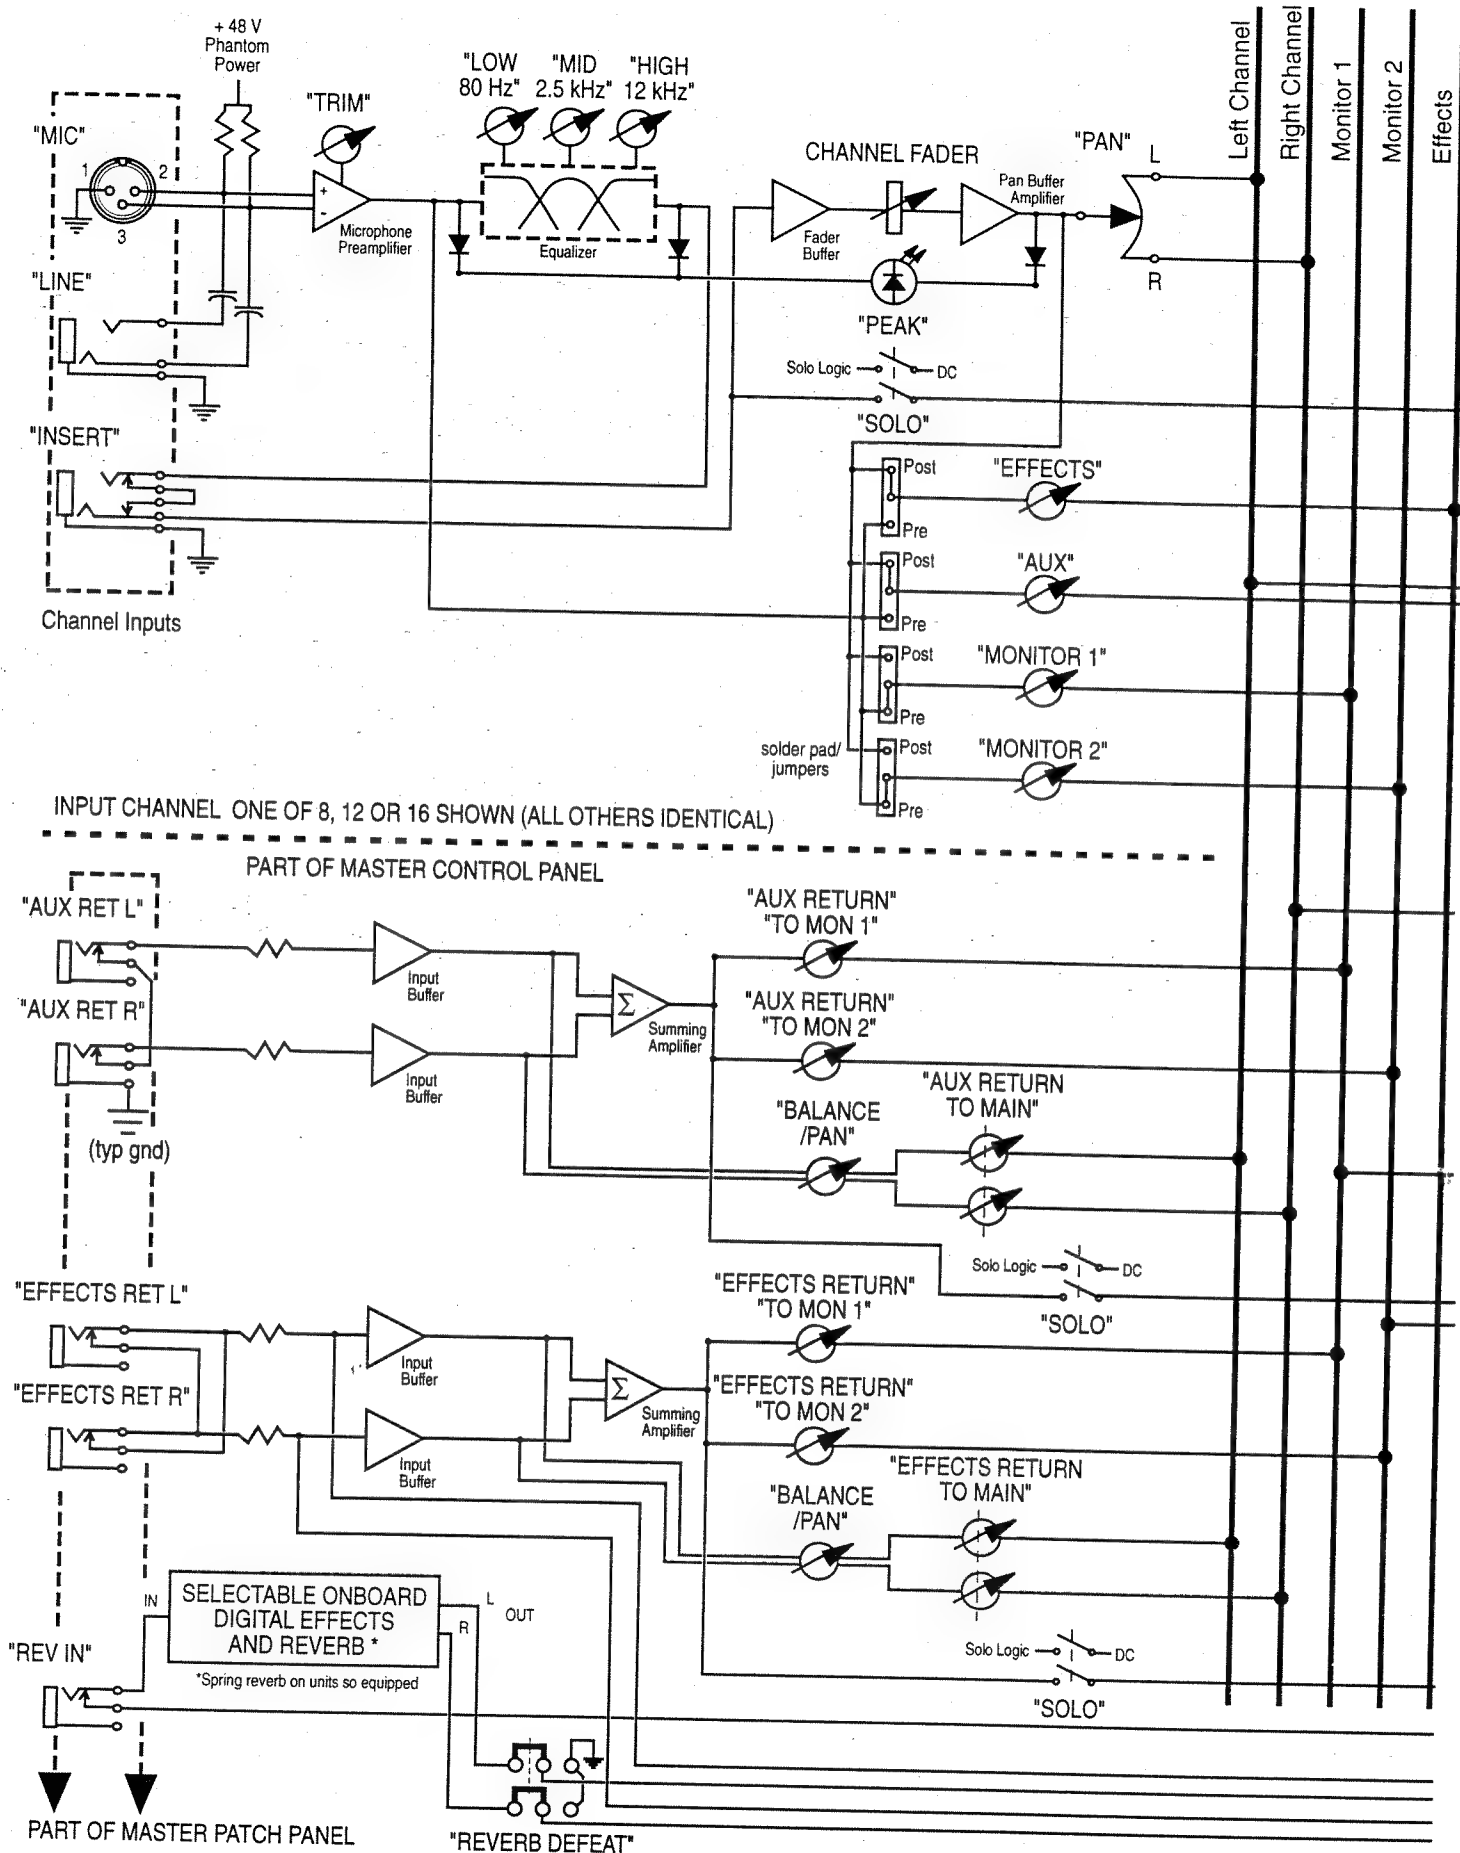 + 48 V
Phantom
Power
"LOW
80 Hz"
"MID
2.5 kHz"
"HIGH
12 kHz"
"TRIM"
"MIC"
1
2
3
+
-
Microphone
Preamplifier
Equalizer
CHANNEL FADER
Fader
Buffer
Pan Buffer
Amplifier
"PAN"
L
R
Left Channel
Right Channel
Monitor 1
Monitor 2
Effects
"LINE"
"PEAK"
Solo Logic
DC
"SOLO"
"INSERT"
Post
"EFFECTS"
Pre
Post
"AUX"
Pre
Channel Inputs
Post
"MONITOR 1"
Pre
solder pad/
jumpers
Post
"MONITOR 2"
Pre
INPUT CHANNEL ONE OF 8, 12 OR 16 SHOWN (ALL OTHERS IDENTICAL)
PART OF MASTER CONTROL PANEL
"AUX RET L"
Input
Buffer
"AUX RET R"
Input
Buffer
(typ gnd)
Σ
Summing
Amplifier
"AUX RETURN"
"TO MON 1"
"AUX RETURN"
"TO MON 2"
"BALANCE
/PAN"
"AUX RETURN
TO MAIN"
Solo Logic
DC
"SOLO"
"EFFECTS RET L"
Input
Buffer
"EFFECTS RET R"
Input
Buffer
Σ
Summing
Amplifier
"EFFECTS RETURN"
"TO MON 1"
"EFFECTS RETURN"
"TO MON 2"
"BALANCE
/PAN"
"EFFECTS RETURN
TO MAIN"
Solo Logic
DC
"SOLO"
IN
SELECTABLE ONBOARD
DIGITAL EFFECTS
AND REVERB *
L
R
OUT
*Spring reverb on units so equipped
"REV IN"
"REVERB DEFEAT"
PART OF MASTER PATCH PANEL